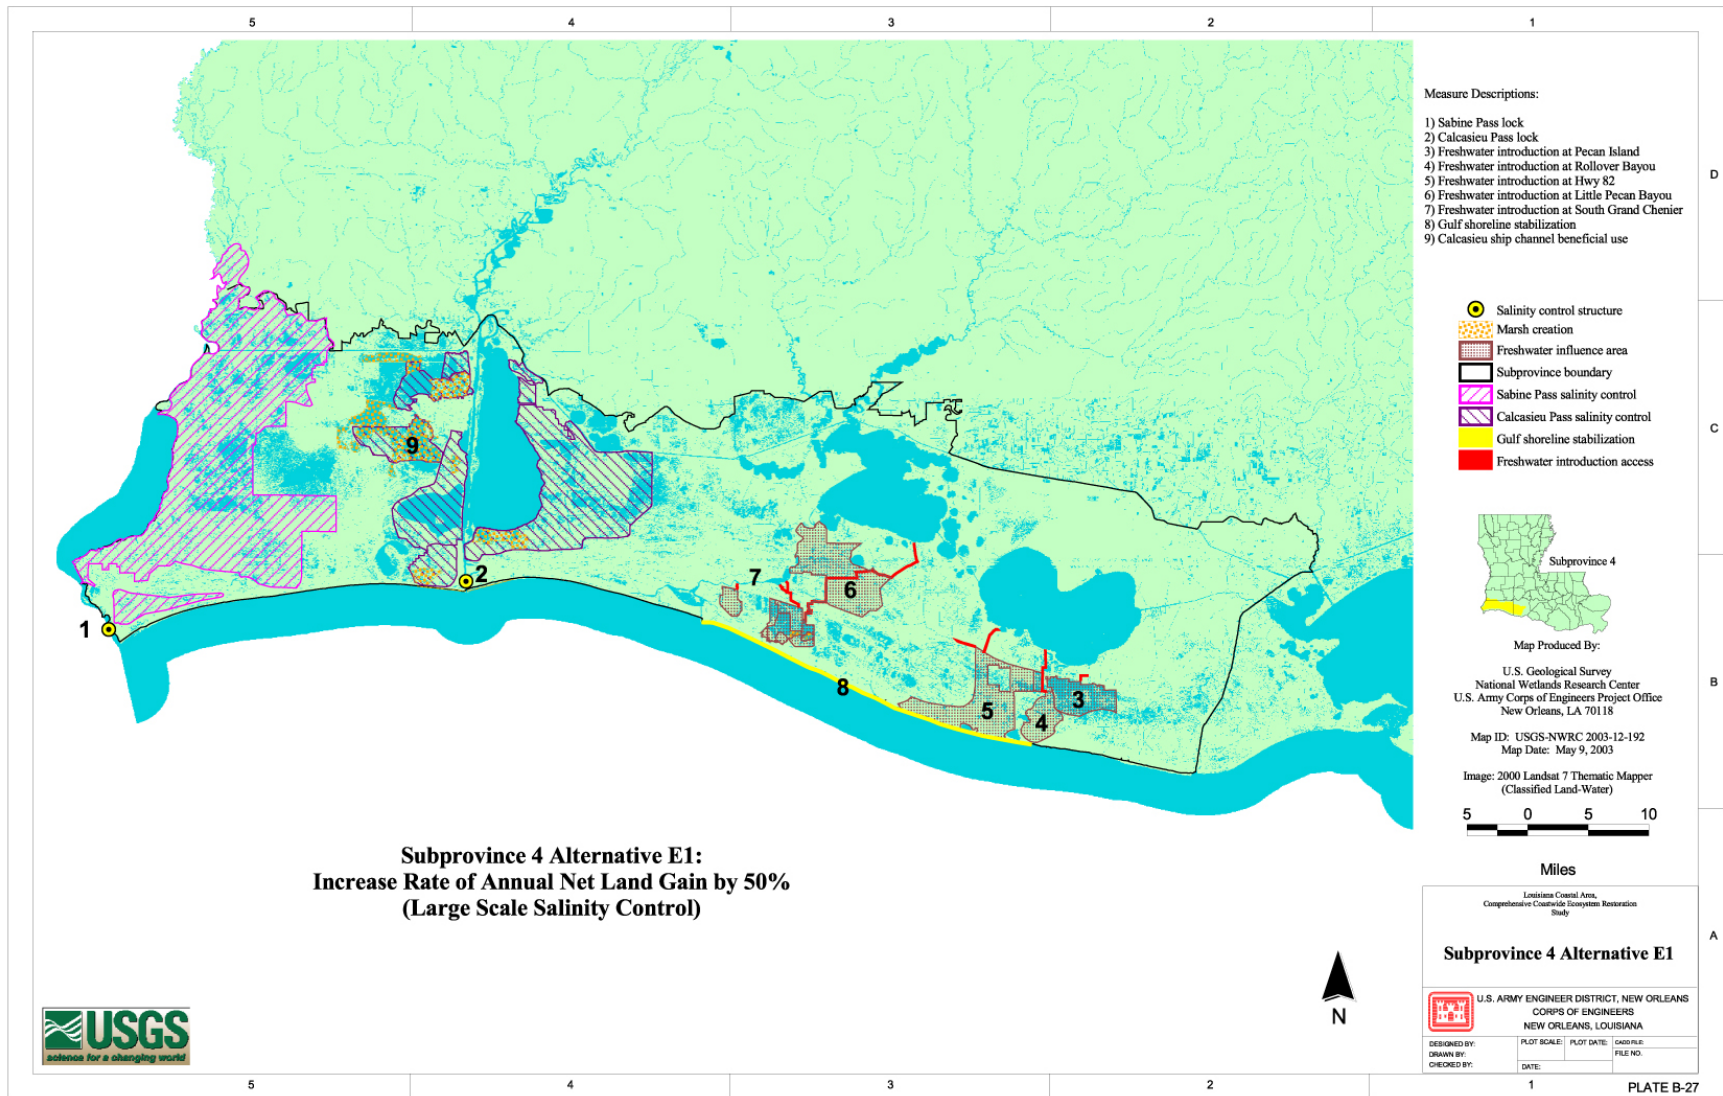 5 4 3 2 1
Measure Descriptions:
1) Sabine Pass lock
2) Calcasieu Pass lock
3) Freshwater introduction at Pecan Island
4) Freshwater introduction at Rollover Bayou
5) Freshwater introduction at Hwy 82
6) Freshwater introduction at Little Pecan Bayou
7) Freshwater introduction at South Grand Chenier
8) Gulf shoreline stabilization
9) Calcasieu ship channel beneficial use
D
Salinity control structure
Marsh creation
Freshwater influence area
Subprovince boundary
Sabine Pass salinity control
Calcasieu Pass salinity control
Gulf shoreline stabilization
Freshwater introduction access
C
9
2
7
6
1
8
5
4
3
Subprovince 4
B
Map Produced By:
U.S. Geological Survey
National Wetlands Research Center
U.S. Army Corps of Engineers Project Office
New Orleans, LA 70118
Map ID: USGS-NWRC 2003-12-192
Map Date: May 9, 2003
Image: 2000 Landsat 7 Thematic Mapper
(Classified Land-Water)
5 0 5 10
Miles
Subprovince 4 Alternative E1:
Increase Rate of Annual Net Land Gain by 50%
(Large Scale Salinity Control)
Louisiana Coastal Area,
Comprehensive Coastwide Ecosystem Restoration
Study
A
Subprovince 4 Alternative E1
N
USGS
science for a changing world
U.S. ARMY ENGINEER DISTRICT, NEW ORLEANS
CORPS OF ENGINEERS
NEW ORLEANS, LOUISIANA
DESIGNED BY: PLOT SCALE: PLOT DATE: CADD FILE:
DRAWN BY: FILE NO.
CHECKED BY: DATE:
5 4 3 2 1
PLATE B-27